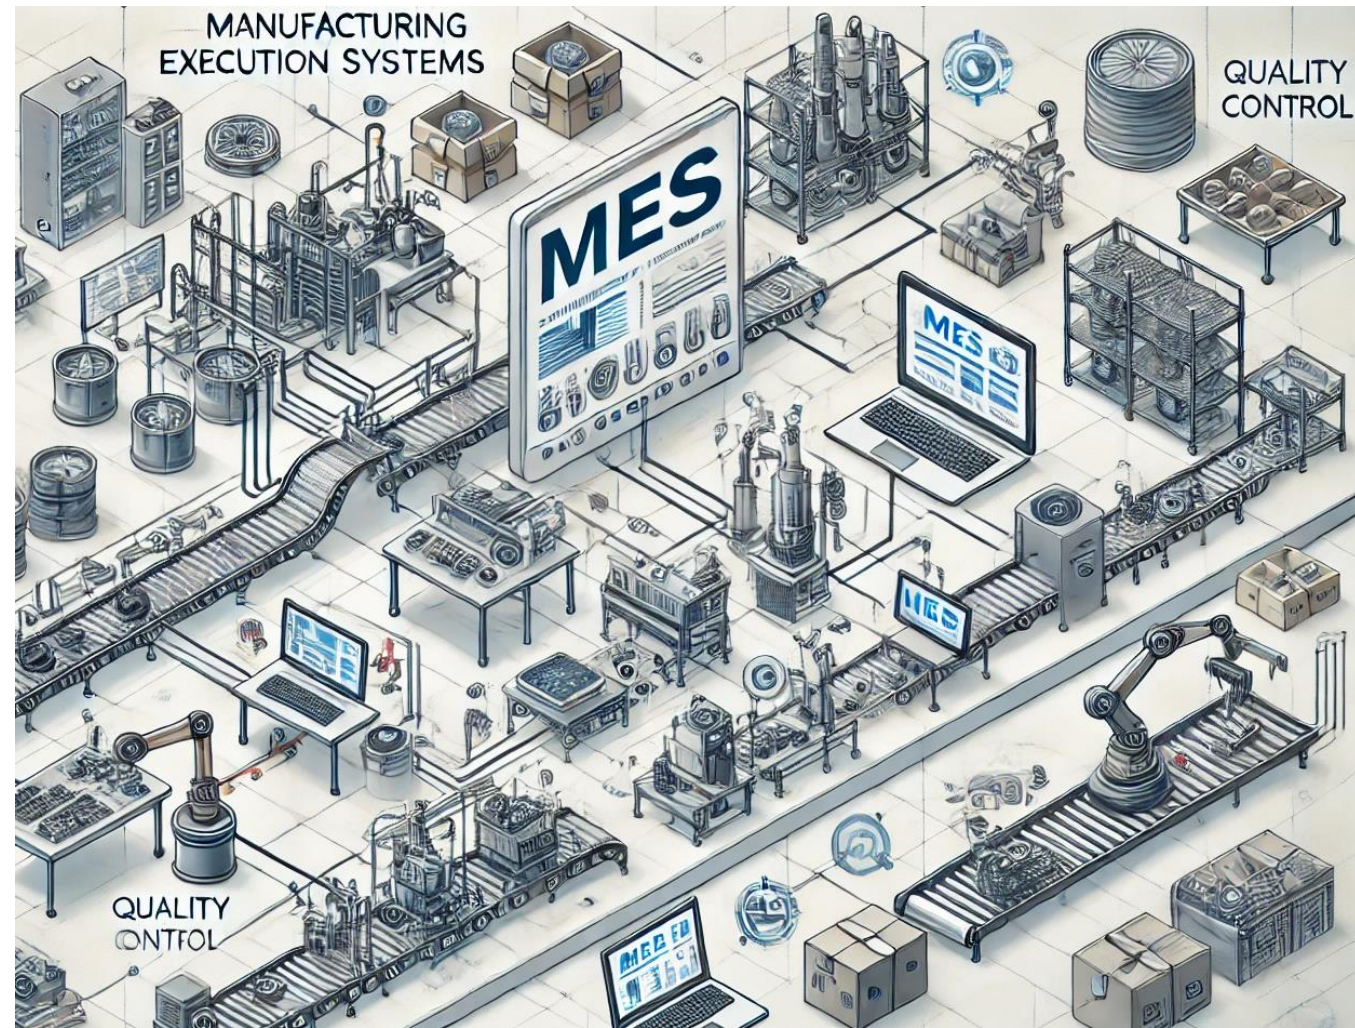 MANUFACTURING
EXECUTION SYSTEMS
QUALITY
CONTROL
MES
MES
QUALITY